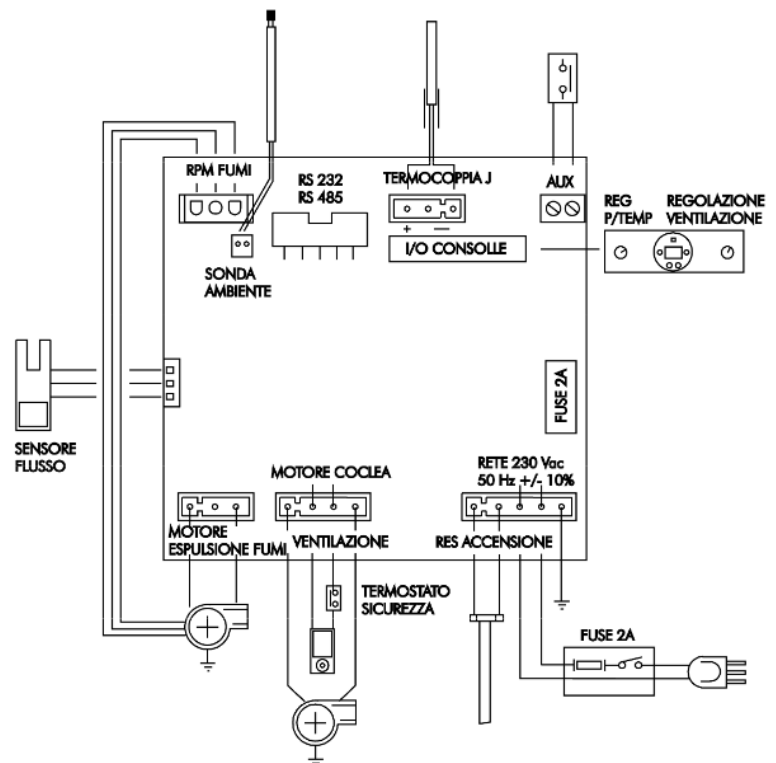 RPM FUMI
RS 232
RS 485
TERMOCOPPIA J
AUX
REG
P/TEMP
REGOLAZIONE
VENTILAZIONE
+ —
I/O CONSOLLE
SONDA
AMBIENTE
FUSE 2A
SENSORE
FLUSSO
MOTORE COCLEA
RETE 230 Vac
50 Hz +/- 10%
MOTORE
ESPULSIONE FUMI
VENTILAZIONE
RES ACCENSIONE
TERMOSTATO
SICUREZZA
FUSE 2A